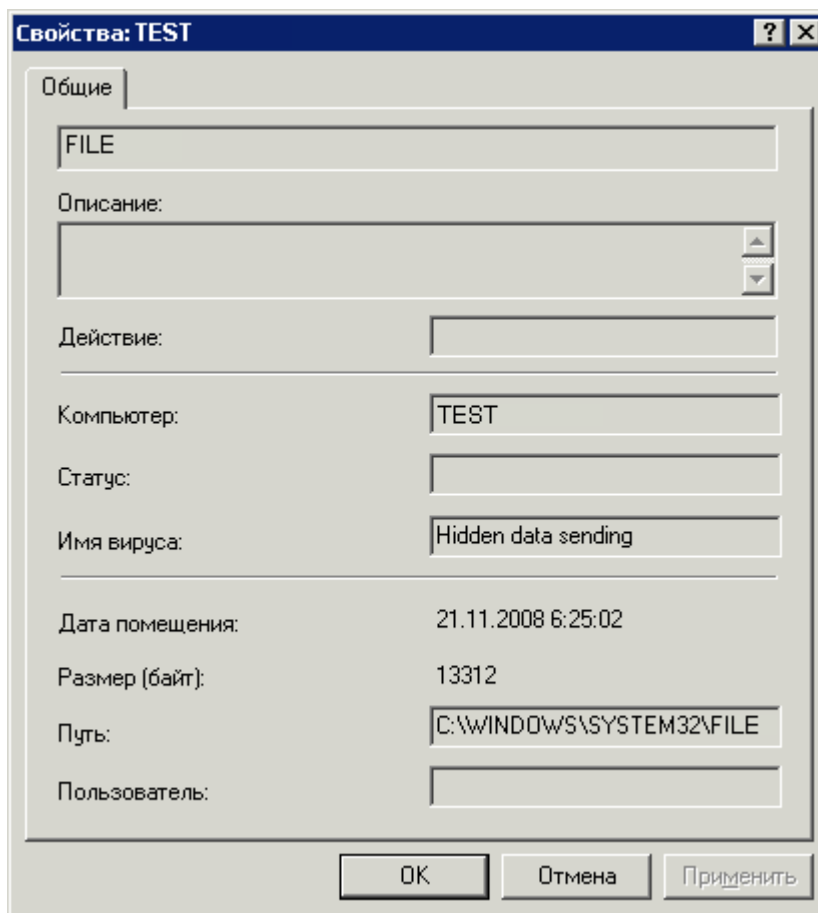 Свойства: TEST
Общие
FILE
Описание:
Действие:
Компьютер: TEST
Статус:
Имя вируса: Hidden data sending
Дата помещения: 21.11.2008 6:25:02
Размер (байт): 13312
Путь: C:\WINDOWS\SYSTEM32\FILE
Пользователь:
OK Отмена Применить